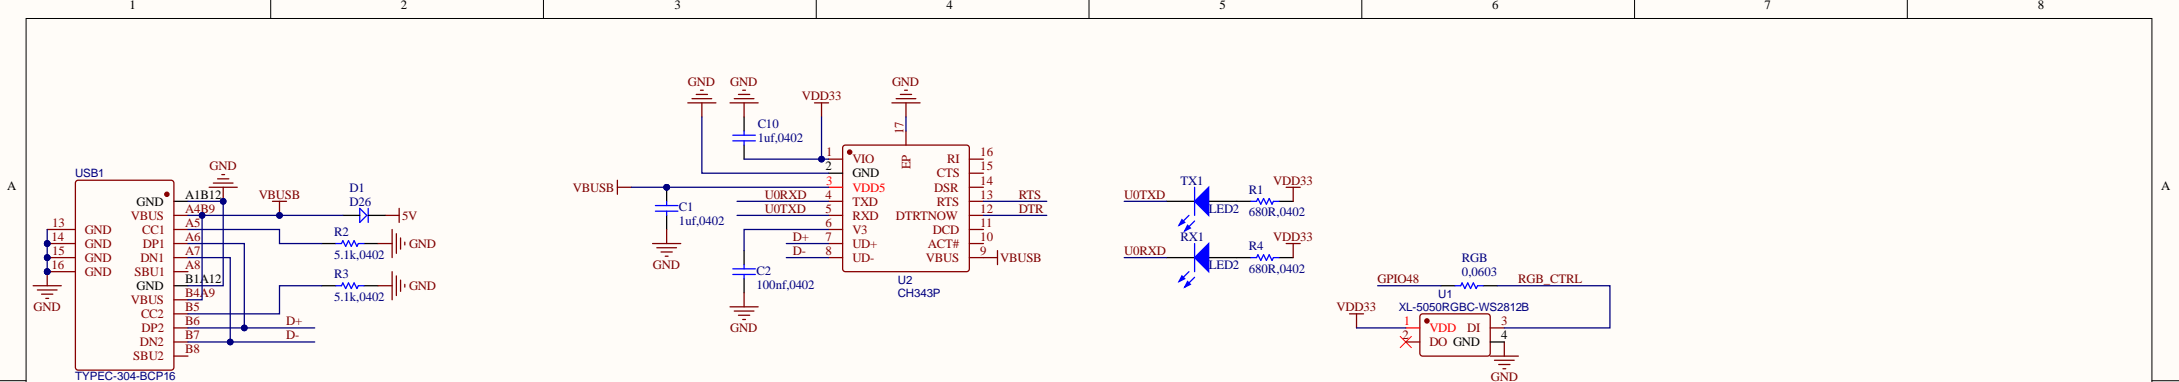 1 2 3 4 5 6 7 8
A A
USB1
GND
A1B12
GND
VBUS
A4B9
CC1
A5
DP1
A6
DN1
A7
SBU1
A8
GND
B1A12
VBUS
B4A9
CC2
B5
DP2
B6
DN2
B7
SBU2
B8
13
GND
14
GND
15
GND
16
GND
GND
TYPEC-304-BCP16
VBUSB
D1
D26
5V
R2
5.1k,0402
GND
R3
5.1k,0402
GND
D+
D-
GND
GND
C10
1uf,0402
VDD33
GND
17
EP
VBUSB
C1
1uf,0402
GND
U0RXD
U0TXD
D+
D-
C2
100nf,0402
GND
1
VIO
2
GND
3
VDD5
4
TXD
5
RXD
6
V3
7
UD+
8
UD-
RI
16
CTS
15
DSR
14
RTS
13
DTRTNOW
12
DCD
11
ACT#
10
VBUS
9
RTS
DTR
VBUSB
U2
CH343P
U0TXD
TX1
LED2
R1
680R,0402
VDD33
U0RXD
RX1
LED2
R4
680R,0402
VDD33
GPIO48
RGB
0,0603
RGB_CTRL
U1
XL-5050RGBC-WS2812B
VDD33
1
VDD
DI
3
2
DO
GND
4
GND